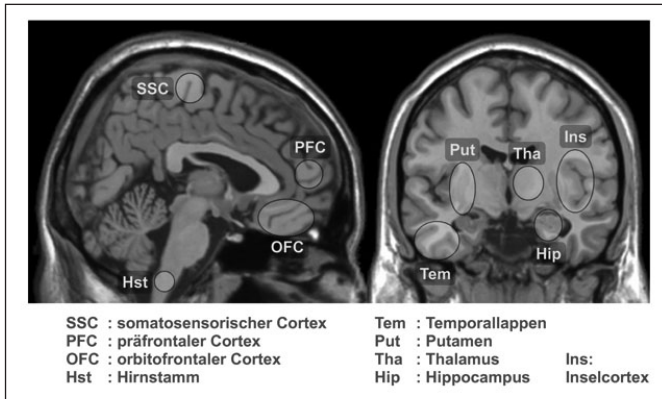 SSC
PFC
OFC
Hst
Put
Tha
Ins
Tem
Hip
SSC : somatosensorischer Cortex
PFC : präfrontaler Cortex
OFC : orbitofrontaler Cortex
Hst : Hirnstamm
Tem : Temporallappen
Put : Putamen
Tha : Thalamus Ins:
Hip : Hippocampus Inselcortex